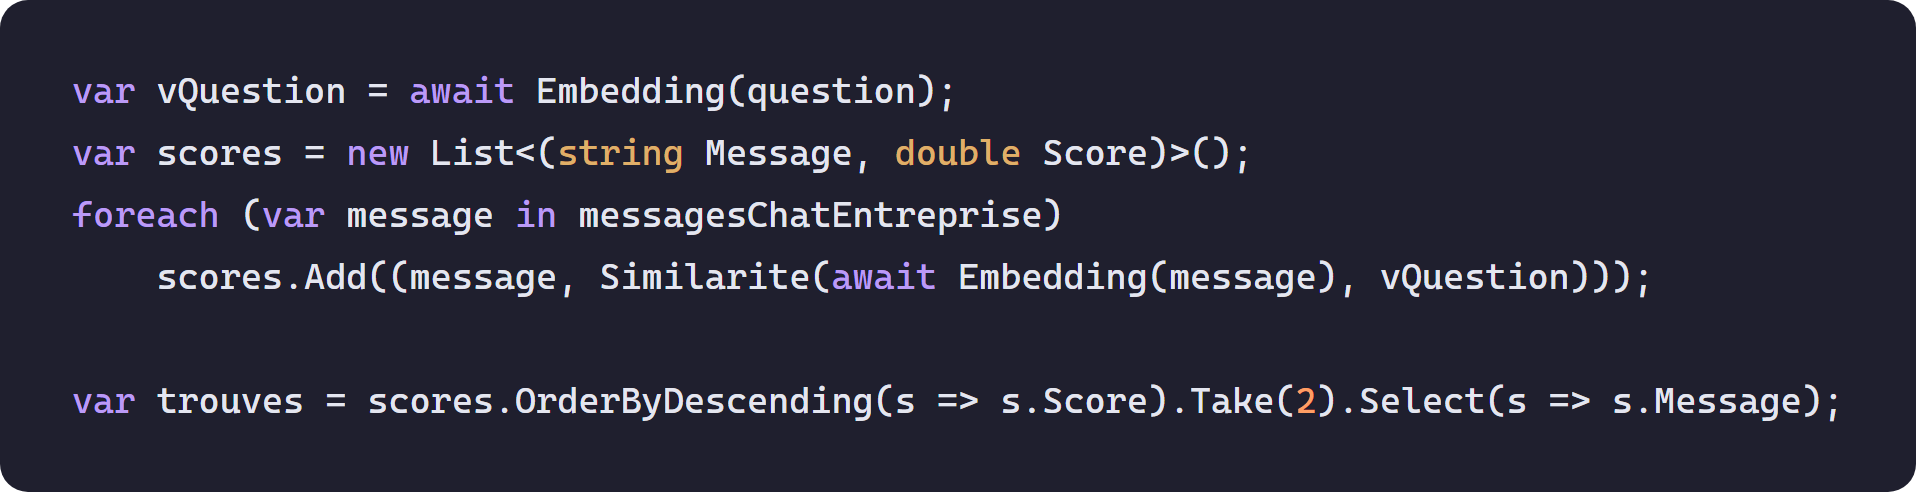 var vQuestion = await Embedding(question);
var scores = new List<(string Message, double Score)>();
foreach (var message in messagesChatEntreprise)
    scores.Add((message, Similarite(await Embedding(message), vQuestion)));

var trouves = scores.OrderByDescending(s => s.Score).Take(2).Select(s => s.Message);